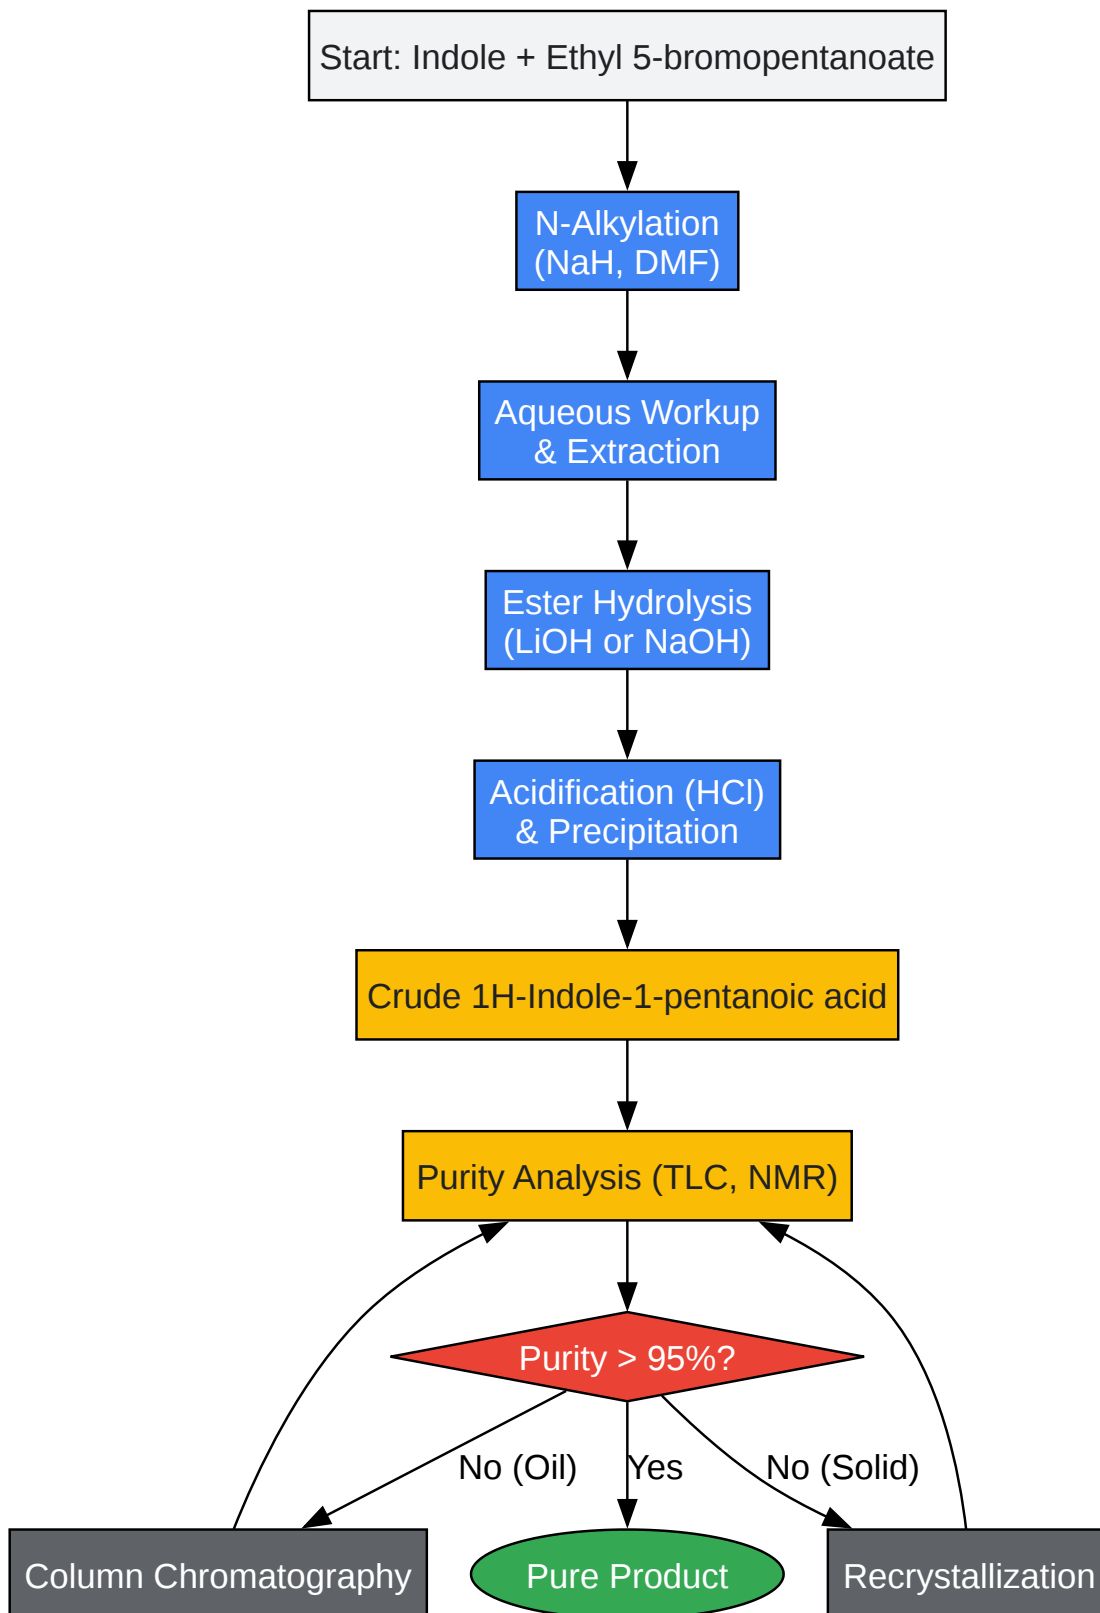 Start: Indole + Ethyl 5-bromopentanoate
N-Alkylation
(NaH, DMF)
Aqueous Workup
& Extraction
Ester Hydrolysis
(LiOH or NaOH)
Acidification (HCl)
& Precipitation
Crude 1H-Indole-1-pentanoic acid
Purity Analysis (TLC, NMR)
Purity > 95%?
No (Oil)
Yes
No (Solid)
Column Chromatography
Pure Product
Recrystallization